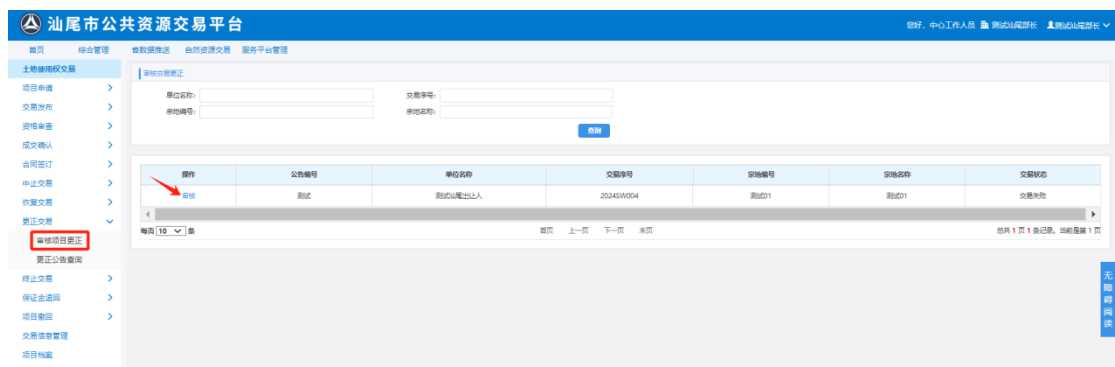 汕尾市公共资源交易平台
您好，中心工作人员 测试汕尾部长 测试汕尾部长
首页 综合管理 省数据推送 自然资源交易 服务平台管理
土地使用权交易
项目申请
交易发布
资格审查
成交确认
合同签订
中止交易
恢复交易
更正交易
审核项目更正
更正公告查询
终止交易
保证金退回
项目撤回
交易信息管理
项目档案
审核交易更正
单位名称: 交易序号:
宗地编号: 宗地名称:
查询
操作 公告编号 单位名称 交易序号 宗地编号 宗地名称 交易状态
审核 测试 测试汕尾出让人 2024SW004 测试01 测试01 交易失败
每页 10 条 首页 上一页 下一页 末页 总共 1 页 1 条记录，当前是第 1 页
无障碍阅读